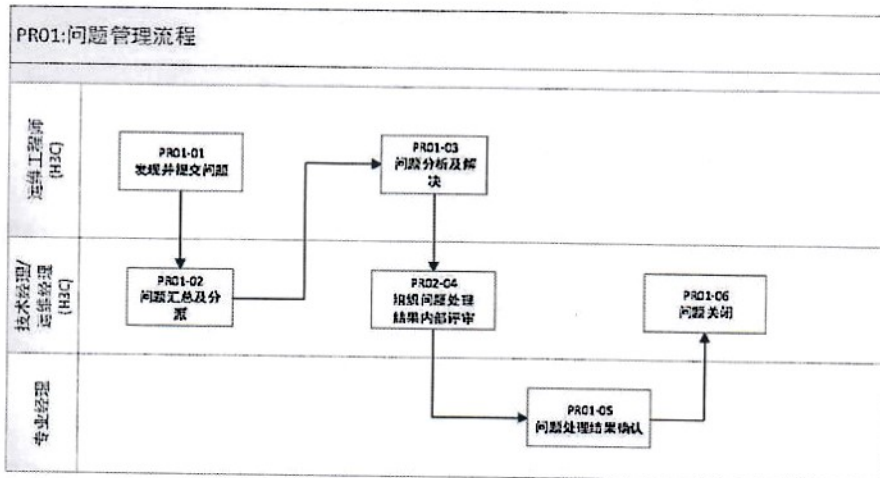 PR01:问题管理流程
运维工程师
(H3C)
PR01-01
发现并提交问题
PR01-03
问题分析及解
决
技术经理/
运维经理
(H3C)
PR01-02
问题汇总及分
派
PR02-04
组织问题处理
结果内部评审
PR01-06
问题关闭
专业经理
PR01-05
问题处理结果确认